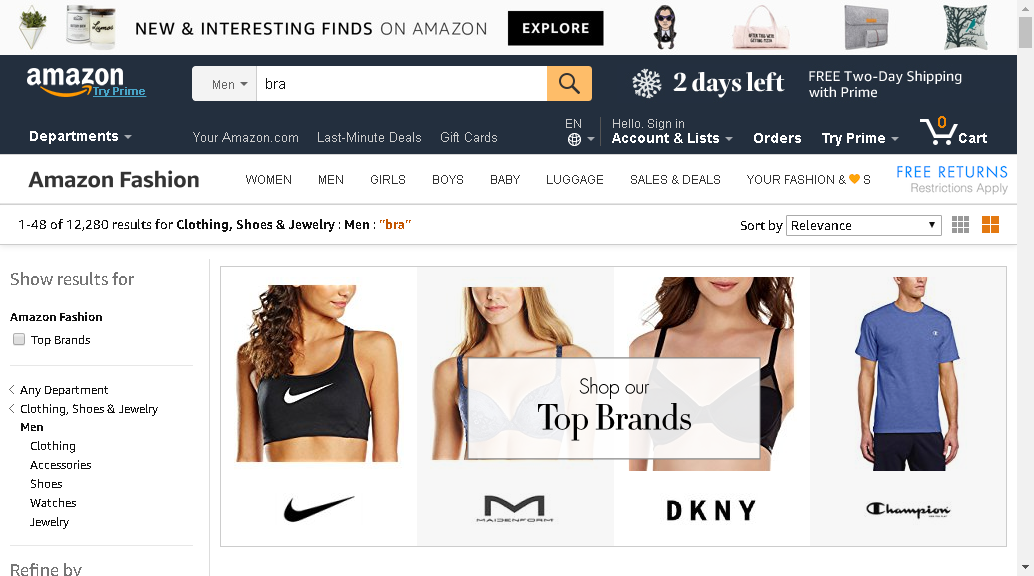 NEW & INTERESTING FINDS ON AMAZON EXPLORE
amazon
Try Prime
Men bra
2 days left
FREE Two-Day Shipping
with Prime
Departments
Your Amazon.com Last-Minute Deals Gift Cards
EN
Hello. Sign in
Account & Lists
Orders
Try Prime
0
Cart
Amazon Fashion
WOMEN MEN GIRLS BOYS BABY LUGGAGE SALES & DEALS YOUR FASHION & S
FREE RETURNS
Restrictions Apply
1-48 of 12,280 results for Clothing, Shoes & Jewelry : Men : "bra"
Sort by Relevance
Show results for
Amazon Fashion
Top Brands
Any Department
Clothing, Shoes & Jewelry
Men
Clothing
Accessories
Shoes
Watches
Jewelry
Refine by
Shop our
Top Brands
MAIDENFORM
DKNY
Champion